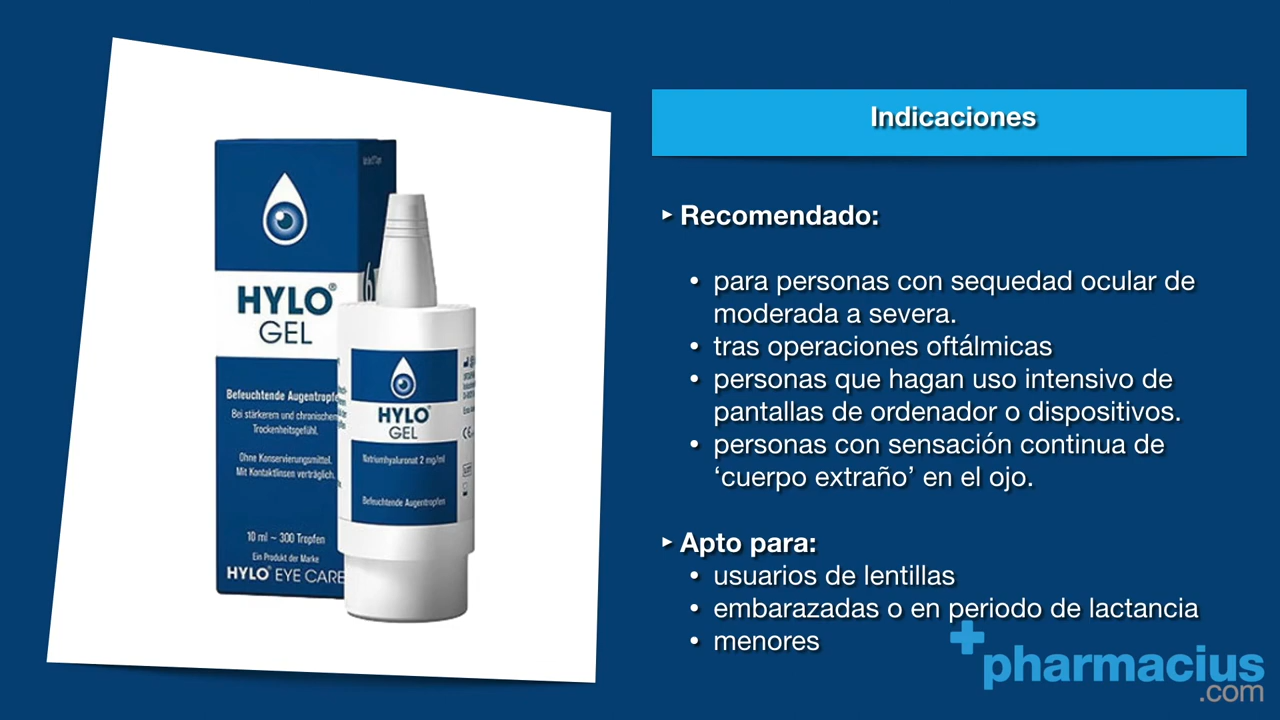 HYLO®
GEL
Befeuchtende
Bei stärkerem und chronischem
Trockenheitsgefühl.
Ohne Konservierungsmittel.
Mit Kontaktlinsen verträglich.
10 ml ~ 300 Tropfen
Ein Produkt der Marke
HYLO® EYE CARE
HYLO®
GEL
Natriumhyaluronat 2 mg/ml
Befeuchtende Augentropfen
Indicaciones
‣ Recomendado:
• para personas con sequedad ocular de
moderada a severa.
• tras operaciones oftálmicas
• personas que hagan uso intensivo de
pantallas de ordenador o dispositivos.
• personas con sensación continua de
‘cuerpo extraño’ en el ojo.
‣ Apto para:
• usuarios de lentillas
• embarazadas o en periodo de lactancia
• menores
pharmacius
.com